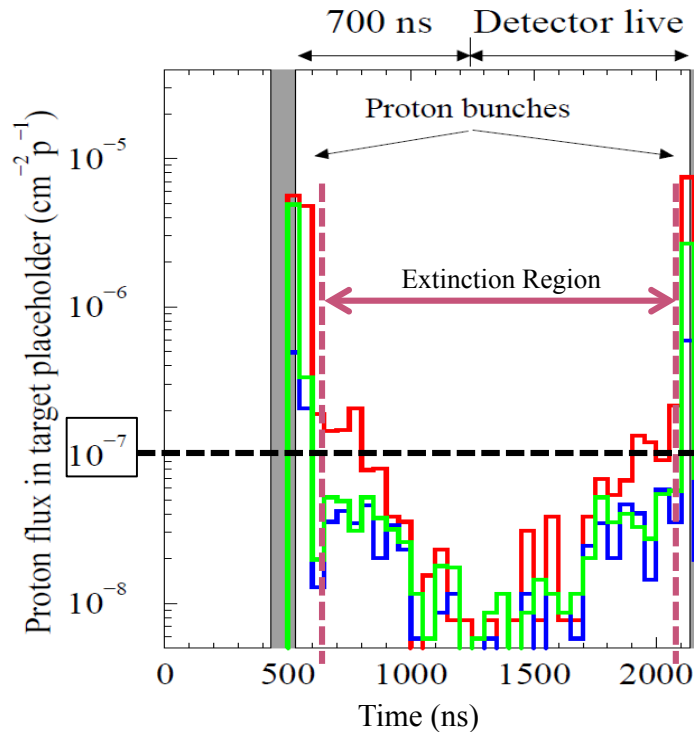 700 ns Detector live
Proton bunches
Extinction Region
Proton flux in target placeholder (cm⁻² p⁻¹)
10⁻⁵
10⁻⁶
10⁻⁷
10⁻⁸
0 500 1000 1500 2000
Time (ns)